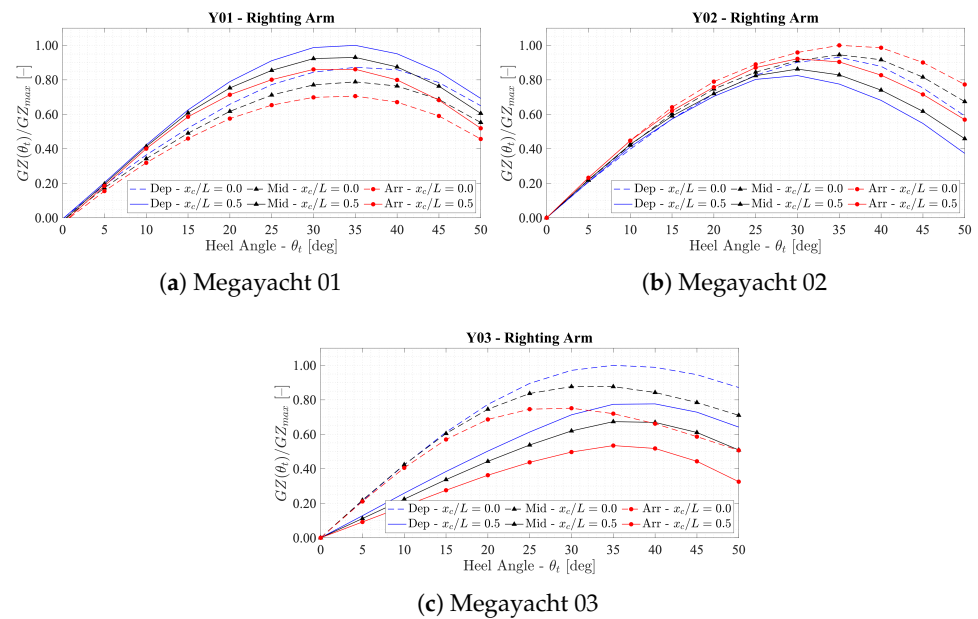 Y01 - Righting Arm
GZ(θt)/GZmax [−]
1.00
0.80
0.60
0.40
0.20
0.00
Dep - xc/L = 0.0 Mid - xc/L = 0.0 Arr - xc/L = 0.0
Dep - xc/L = 0.5 Mid - xc/L = 0.5 Arr - xc/L = 0.5
0 5 10 15 20 25 30 35 40 45 50
Heel Angle - θt [deg]
(a) Megayacht 01
Y02 - Righting Arm
GZ(θt)/GZmax [−]
1.00
0.80
0.60
0.40
0.20
0.00
Dep - xc/L = 0.0 Mid - xc/L = 0.0 Arr - xc/L = 0.0
Dep - xc/L = 0.5 Mid - xc/L = 0.5 Arr - xc/L = 0.5
0 5 10 15 20 25 30 35 40 45 50
Heel Angle - θt [deg]
(b) Megayacht 02
Y03 - Righting Arm
GZ(θt)/GZmax [−]
1.00
0.80
0.60
0.40
0.20
0.00
Dep - xc/L = 0.0 Mid - xc/L = 0.0 Arr - xc/L = 0.0
Dep - xc/L = 0.5 Mid - xc/L = 0.5 Arr - xc/L = 0.5
0 5 10 15 20 25 30 35 40 45 50
Heel Angle - θt [deg]
(c) Megayacht 03